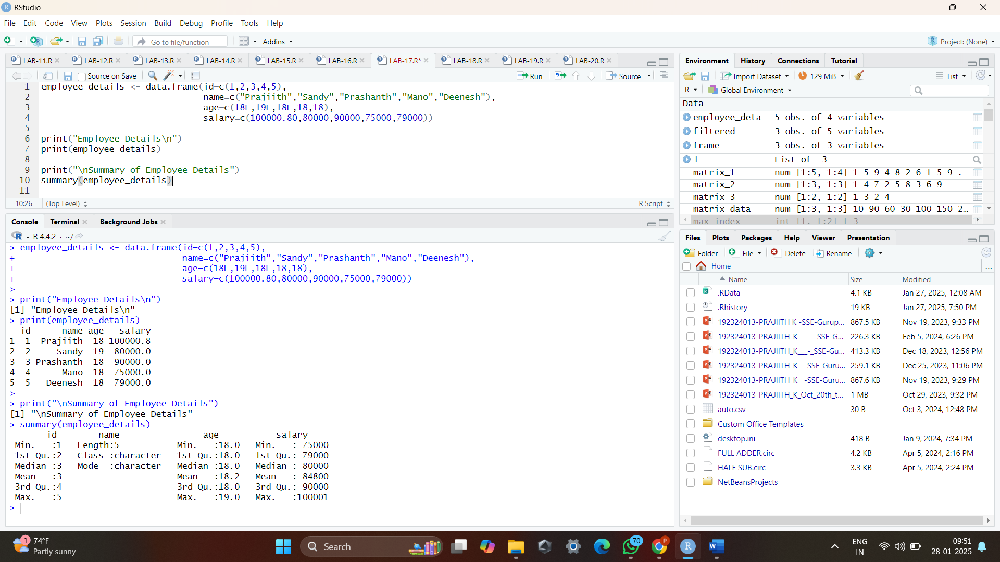 RStudio
File Edit Code View Plots Session Build Debug Profile Tools Help
Go to file/function Addins Project: (None)
LAB-11.R LAB-12.R LAB-13.R LAB-14.R LAB-15.R LAB-16.R LAB-17.R* LAB-18.R LAB-19.R LAB-20.R
Source on Save Run Source
1 employee_details <- data.frame(id=c(1,2,3,4,5),
2 name=c("Prajiith","Sandy","Prashanth","Mano","Deenesh"),
3 age=c(18L,19L,18L,18,18),
4 salary=c(100000.80,80000,90000,75000,79000))
5
6 print("Employee Details\n")
7 print(employee_details)
8
9 print("\nSummary of Employee Details")
10 summary(employee_details)
11
10:26 (Top Level) R Script
Console Terminal Background Jobs
R 4.4.2 · ~/
> employee_details <- data.frame(id=c(1,2,3,4,5),
+ name=c("Prajiith","Sandy","Prashanth","Mano","Deenesh"),
+ age=c(18L,19L,18L,18,18),
+ salary=c(100000.80,80000,90000,75000,79000))
>
> print("Employee Details\n")
[1] "Employee Details\n"
> print(employee_details)
id name age salary
1 1 Prajiith 18 100000.8
2 2 Sandy 19 80000.0
3 3 Prashanth 18 90000.0
4 4 Mano 18 75000.0
5 5 Deenesh 18 79000.0
>
> print("\nSummary of Employee Details")
[1] "\nSummary of Employee Details"
> summary(employee_details)
id name age salary
Min. :1 Length:5 Min. :18.0 Min. : 75000
1st Qu.:2 Class :character 1st Qu.:18.0 1st Qu.: 79000
Median :3 Mode :character Median :18.0 Median : 80000
Mean :3 Mean :18.2 Mean : 84800
3rd Qu.:4 3rd Qu.:18.0 3rd Qu.: 90000
Max. :5 Max. :19.0 Max. :100001
>
Environment History Connections Tutorial
Import Dataset 129 MiB List
R Global Environment
Data
employee_deta... 5 obs. of 4 variables
filtered 3 obs. of 5 variables
frame 3 obs. of 3 variables
l List of 3
matrix_1 num [1:5, 1:4] 1 5 9 4 8 2 6 1 5 9 ...
matrix_2 num [1:3, 1:3] 1 4 7 2 5 8 3 6 9
matrix_3 num [1:2, 1:2] 1 3 2 4
matrix_data num [1:3, 1:3] 10 90 60 30 100 150 2...
max_index int [1, 1:2] 1 3
Files Plots Packages Help Viewer Presentation
Folder File Delete Rename
Home ...
Name Size Modified
.RData 4.1 KB Jan 27, 2025, 12:08 AM
.Rhistory 19 KB Jan 27, 2025, 7:50 PM
192324013-PRAJIITH K -SSE-Gurup... 867.5 KB Nov 19, 2023, 9:33 PM
192324013-PRAJIITH_K______SSE-G... 226.3 KB Feb 5, 2024, 6:26 PM
192324013-PRAJIITH_K___-_SSE-Gu... 413.3 KB Dec 18, 2023, 12:56 PM
192324013-PRAJIITH_K__-SSE-Guru... 259.1 KB Dec 25, 2023, 11:06 PM
192324013-PRAJIITH_K__-SSE-Guru... 867.6 KB Nov 19, 2023, 9:29 PM
192324013-PRAJIITH_K_Oct_20th_t... 1 MB Oct 29, 2023, 9:32 PM
auto.csv 30 B Oct 3, 2024, 12:48 PM
Custom Office Templates
desktop.ini 418 B Jan 9, 2024, 7:34 PM
FULL ADDER.circ 4.2 KB Apr 5, 2024, 2:16 PM
HALF SUB.circ 3.3 KB Apr 5, 2024, 2:24 PM
NetBeansProjects
1 74°F
Partly sunny
Search
70
ENG
IN
09:51
28-01-2025